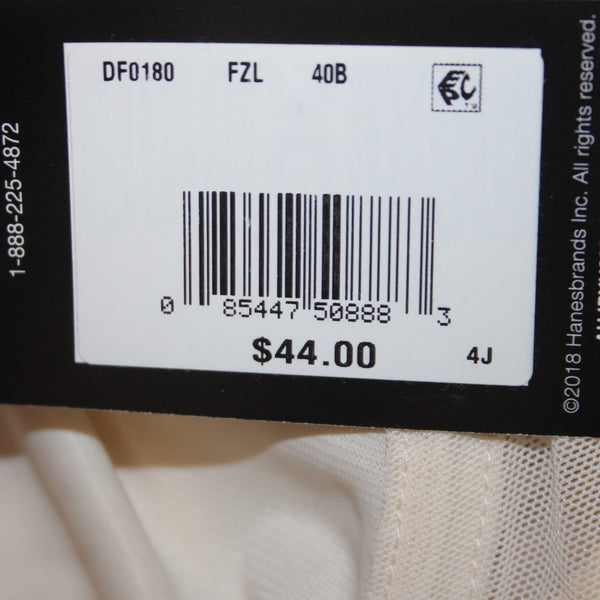 DF0180 FZL 40B
0 85447 50888 3
$44.00 4J
1-888-225-4872
©2018 Hanesbrands Inc. All rights reserved.